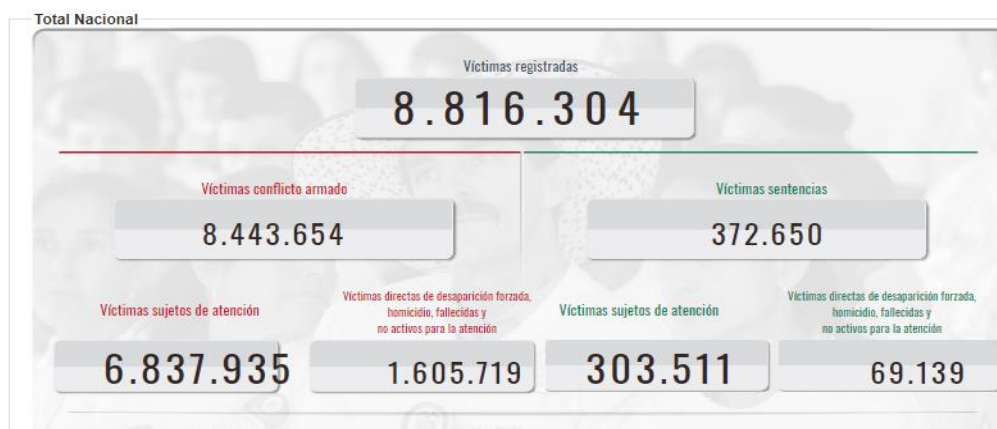 Total Nacional
Víctimas registradas
8.816.304
Víctimas conflicto armado
8.443.654
Víctimas sentencias
372.650
Víctimas sujetos de atención
6.837.935
Víctimas directas de desaparición forzada,
homicidio, fallecidas y
no activos para la atención
1.605.719
Víctimas sujetos de atención
303.511
Víctimas directas de desaparición forzada,
homicidio, fallecidas y
no activos para la atención
69.139